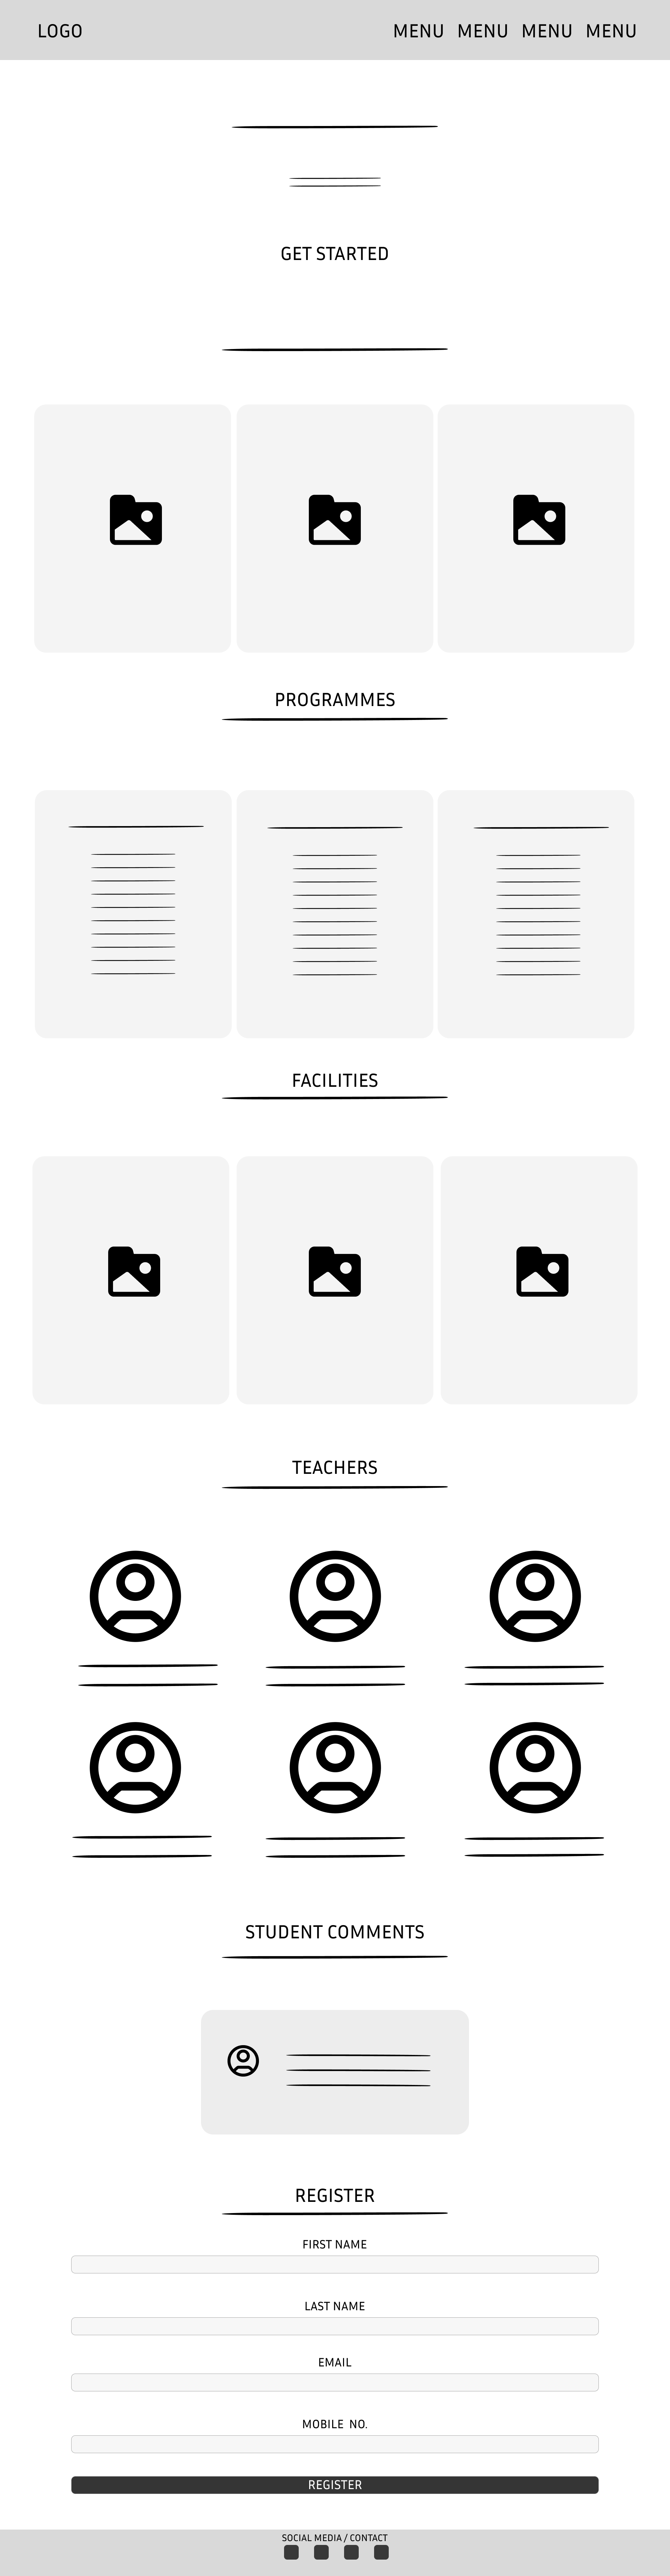 LOGO MENU MENU MENU MENU
GET STARTED
PROGRAMMES
FACILITIES
TEACHERS
STUDENT COMMENTS
REGISTER
FIRST NAME
LAST NAME
EMAIL
MOBILE NO.
REGISTER
SOCIAL MEDIA / CONTACT